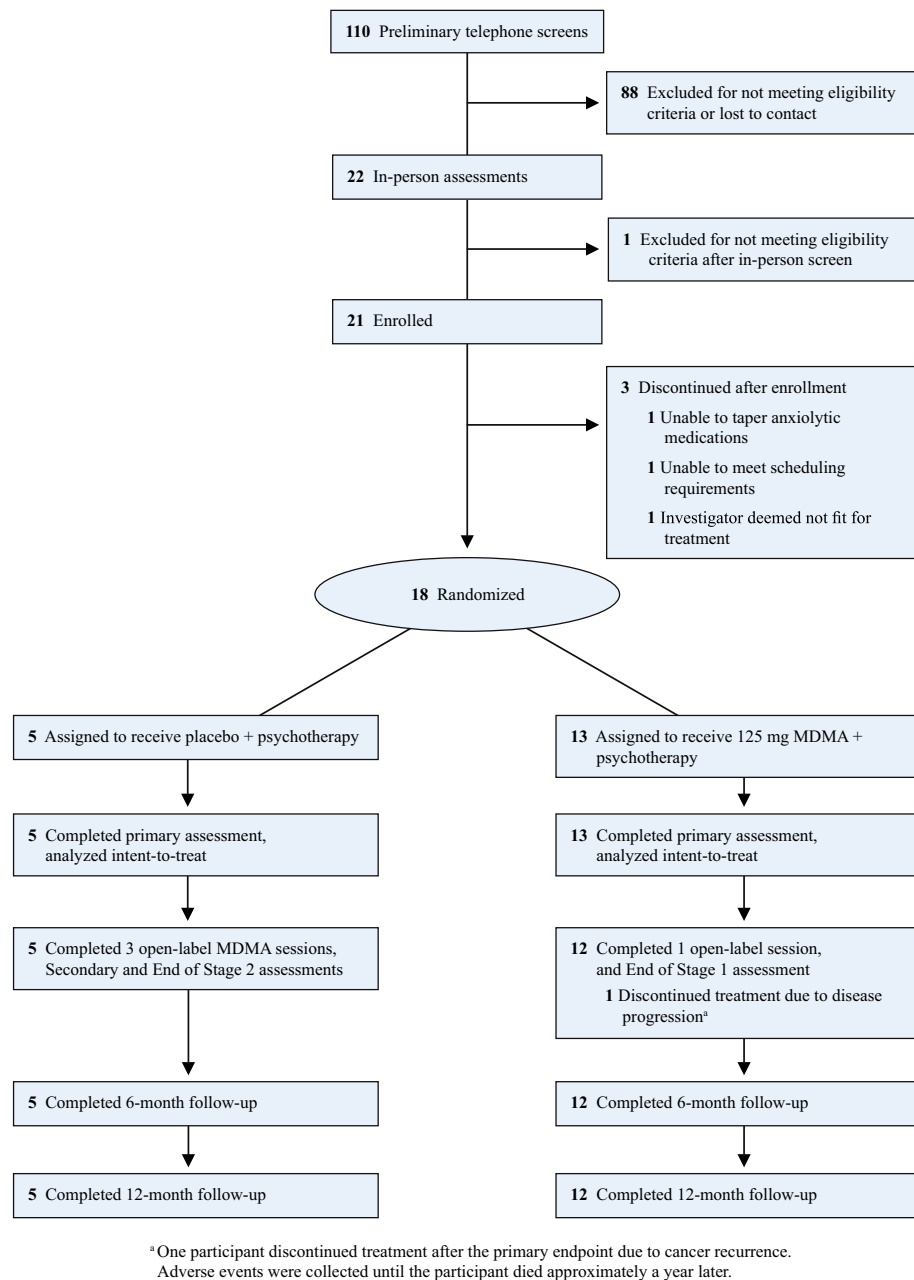 110 Preliminary telephone screens
88 Excluded for not meeting eligibility
criteria or lost to contact
22 In-person assessments
1 Excluded for not meeting eligibility
criteria after in-person screen
21 Enrolled
3 Discontinued after enrollment
1 Unable to taper anxiolytic
medications
1 Unable to meet scheduling
requirements
1 Investigator deemed not fit for
treatment
18 Randomized
5 Assigned to receive placebo + psychotherapy
13 Assigned to receive 125 mg MDMA +
psychotherapy
5 Completed primary assessment,
analyzed intent-to-treat
13 Completed primary assessment,
analyzed intent-to-treat
5 Completed 3 open-label MDMA sessions,
Secondary and End of Stage 2 assessments
12 Completed 1 open-label session,
and End of Stage 1 assessment
1 Discontinued treatment due to disease
progressionᵃ
5 Completed 6-month follow-up
12 Completed 6-month follow-up
5 Completed 12-month follow-up
12 Completed 12-month follow-up
ᵃ One participant discontinued treatment after the primary endpoint due to cancer recurrence.
Adverse events were collected until the participant died approximately a year later.